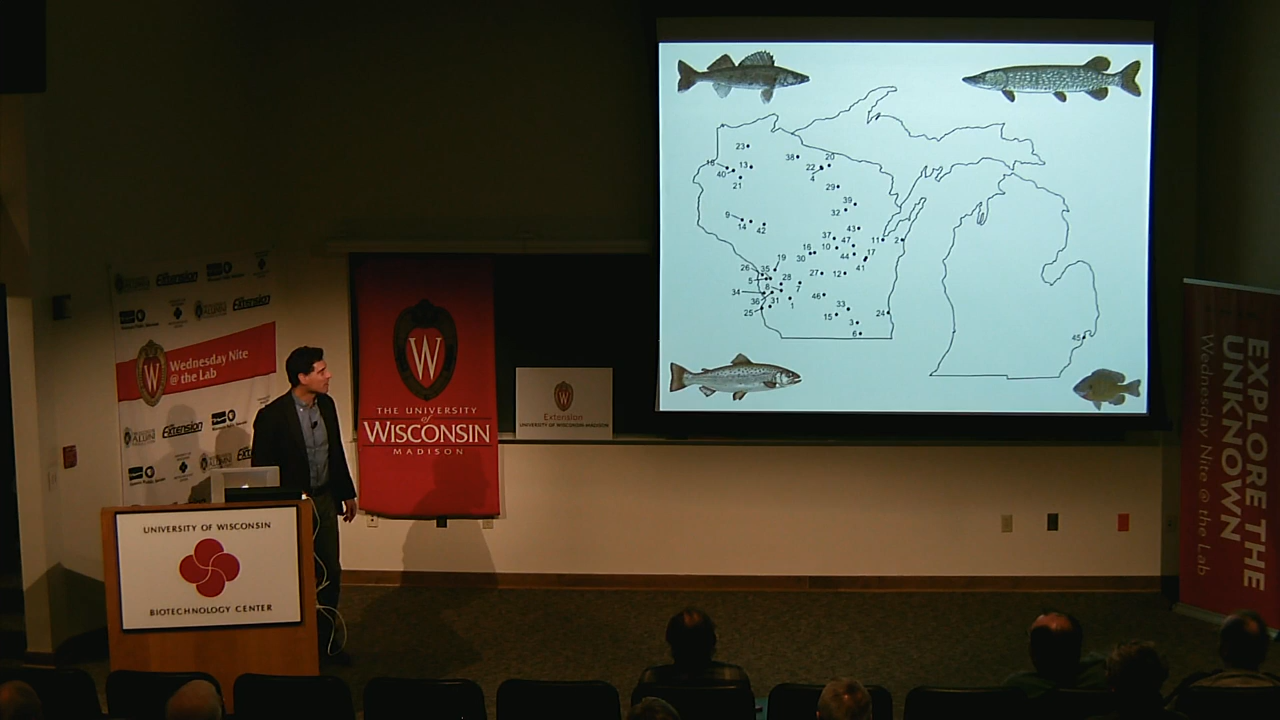 23
38
20
18
13
22
4
40
21
29
39
32
9
14
42
43
37
47
11
2
16
10
17
30
44
41
19
26
35
5
28
27
12
8
7
34
31
46
36
1
33
25
15
24
3
6
45
Extension
Extension
Wednesday Nite
@ the Lab
Extension
W
THE UNIVERSITY
of
WISCONSIN
MADISON
Extension
UNIVERSITY OF WISCONSIN-MADISON
UNIVERSITY OF WISCONSIN
BIOTECHNOLOGY CENTER
EXPLORE THE
UNKNOWN
Wednesday Nite @ the Lab